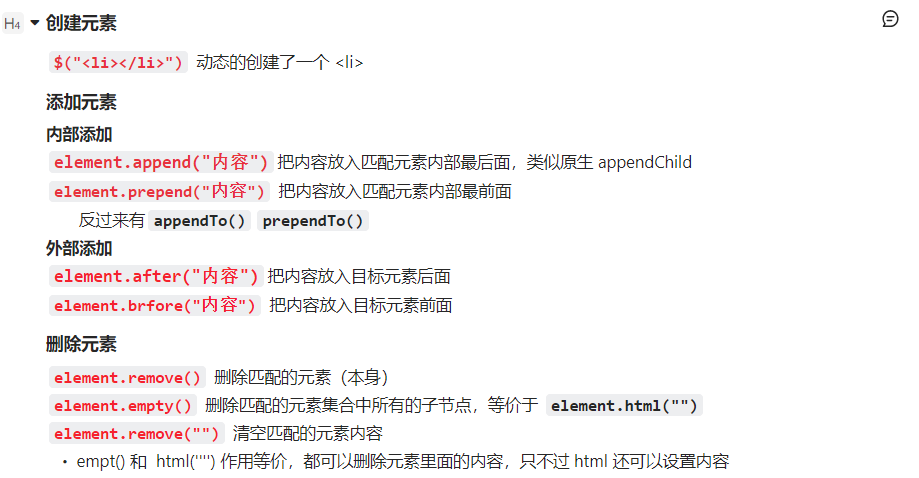 H4 创建元素
$("<li></li>") 动态的创建了一个 <li>
添加元素
内部添加
element.append("内容") 把内容放入匹配元素内部最后面，类似原生 appendChild
element.prepend("内容") 把内容放入匹配元素内部最前面
反过来有 appendTo() prependTo()
外部添加
element.after("内容") 把内容放入目标元素后面
element.brfore("内容") 把内容放入目标元素前面
删除元素
element.remove() 删除匹配的元素（本身）
element.empty() 删除匹配的元素集合中所有的子节点，等价于 element.html("")
element.remove("") 清空匹配的元素内容
• empt() 和 html('''') 作用等价，都可以删除元素里面的内容，只不过 html 还可以设置内容